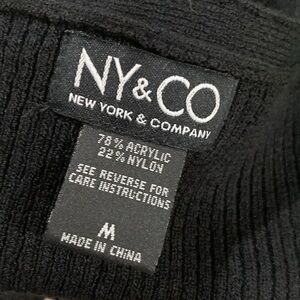 NY&CO
NEW YORK & COMPANY
78% ACRYLIC
22% NYLON
SEE REVERSE FOR
CARE INSTRUCTIONS
M
MADE IN CHINA